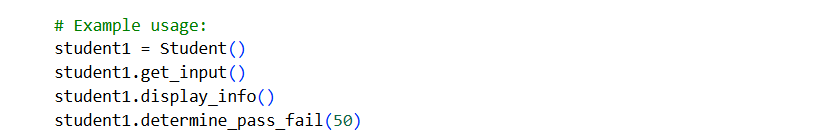 # Example usage:
student1 = Student()
student1.get_input()
student1.display_info()
student1.determine_pass_fail(50)